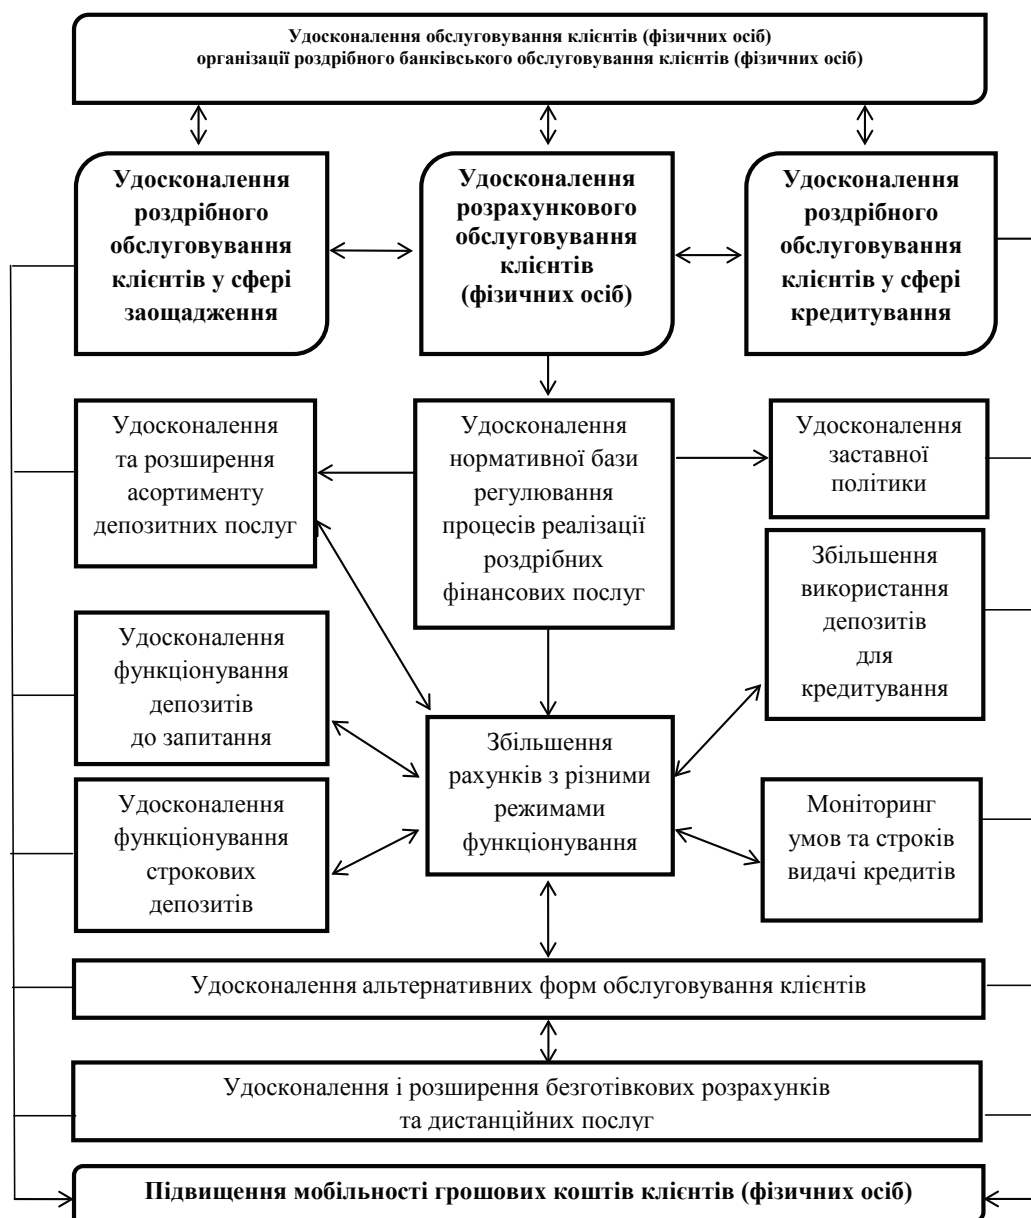 Удосконалення обслуговування клієнтів (фізичних осіб)
організації роздрібного банківського обслуговування клієнтів (фізичних осіб)
Удосконалення
роздрібного
обслуговування
клієнтів у сфері
заощадження
Удосконалення
розрахункового
обслуговування
клієнтів
(фізичних осіб)
Удосконалення
роздрібного
обслуговування
клієнтів у сфері
кредитування
Удосконалення
та розширення
асортименту
депозитних послуг
Удосконалення
нормативної бази
регулювання
процесів реалізації
роздрібних
фінансових послуг
Удосконалення
заставної
політики
Збільшення
використання
депозитів
для
кредитування
Удосконалення
функціонування
депозитів
до запитання
Збільшення
рахунків з різними
режимами
функціонування
Удосконалення
функціонування
строкових
депозитів
Моніторинг
умов та строків
видачі кредитів
Удосконалення альтернативних форм обслуговування клієнтів
Удосконалення і розширення безготівкових розрахунків
та дистанційних послуг
Підвищення мобільності грошових коштів клієнтів (фізичних осіб)